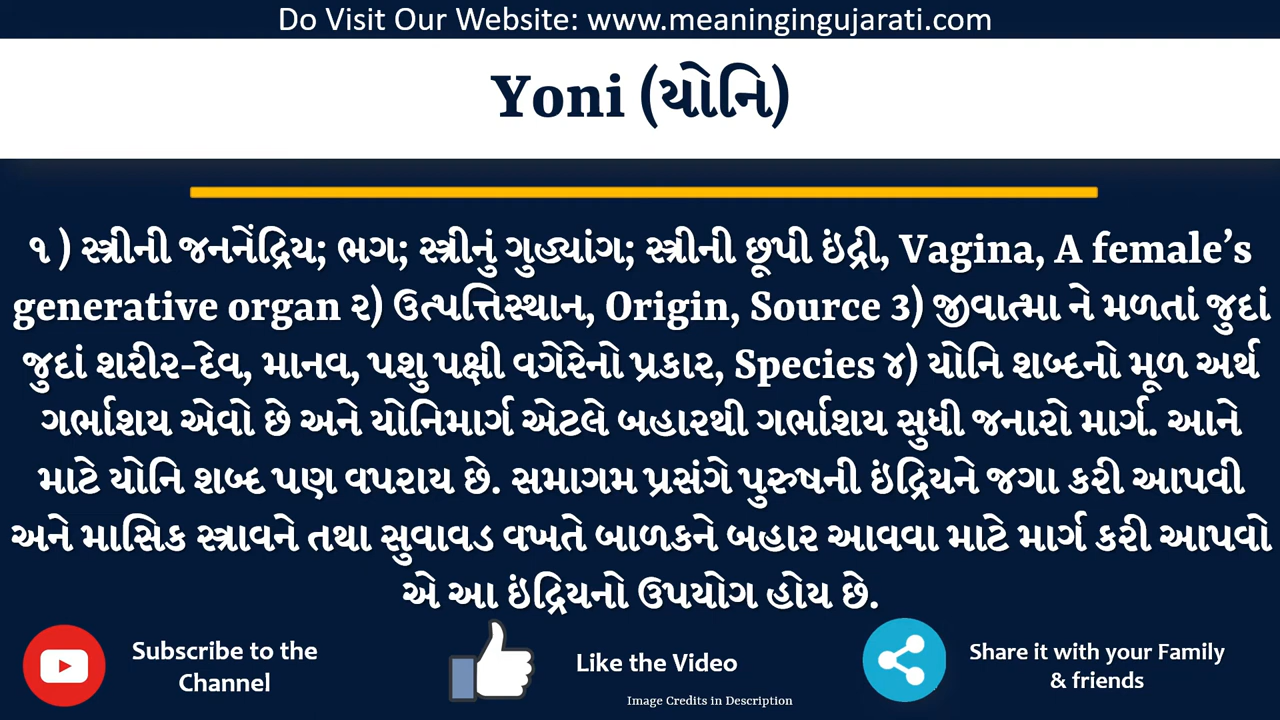 Do Visit Our Website: www.meaningingujarati.com
Yoni (યોનિ)
૧ ) સ્ત્રીની જનનેંદ્રિય; ભગ; સ્ત્રીનું ગુહ્યાંગ; સ્ત્રીની છૂપી ઇંદ્રી, Vagina, A female’s
generative organ ૨) ઉત્પત્તિસ્થાન, Origin, Source 3) જીવાત્મા ને મળતાં જુદાં
જુદાં શરીર-દેવ, માનવ, પશુ પક્ષી વગેરેનો પ્રકાર, Species ૪) યોનિ શબ્દનો મૂળ અર્થ
ગર્ભાશય એવો છે અને યોનિમાર્ગ એટલે બહારથી ગર્ભાશય સુધી જનારો માર્ગ. આને
માટે યોનિ શબ્દ પણ વપરાય છે. સમાગમ પ્રસંગે પુરુષની ઇંદ્રિયને જગા કરી આપવી
અને માસિક સ્ત્રાવને તથા સુવાવડ વખતે બાળકને બહાર આવવા માટે માર્ગ કરી આપવો
એ આ ઇંદ્રિયનો ઉપયોગ હોય છે.
Subscribe to the
Channel
Like the Video
Share it with your Family
& friends
Image Credits in Description